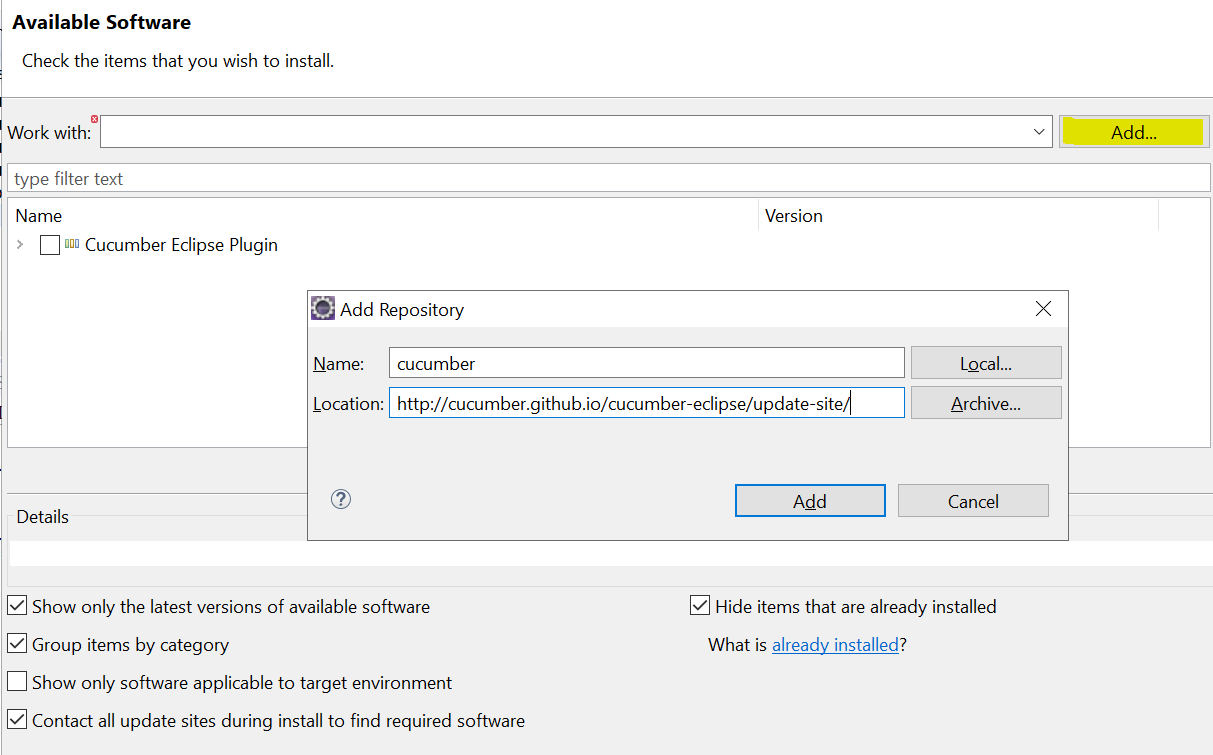 Available Software
Check the items that you wish to install.
Work with:
Add...
type filter text
Name Version
Cucumber Eclipse Plugin
Add Repository
Name: cucumber Local...
Location: http://cucumber.github.io/cucumber-eclipse/update-site/ Archive...
? Add Cancel
Details
Show only the latest versions of available software
Hide items that are already installed
Group items by category
What is already installed?
Show only software applicable to target environment
Contact all update sites during install to find required software